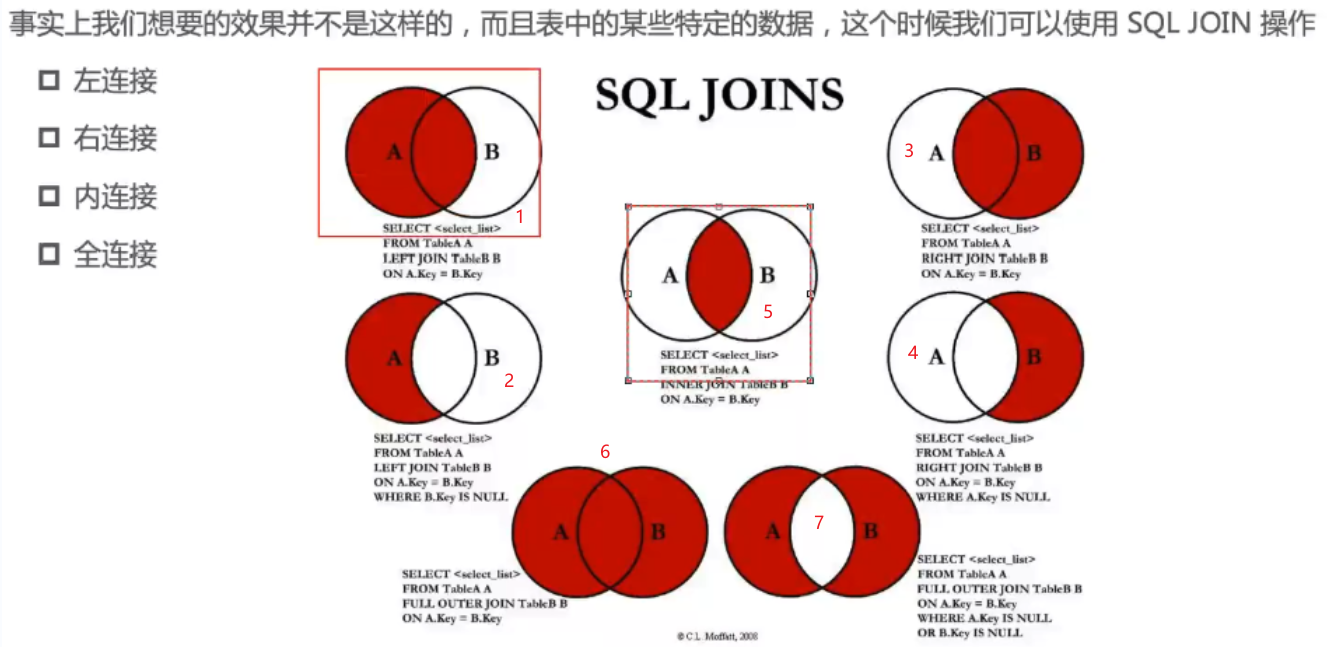 事实上我们想要的效果并不是这样的，而且表中的某些特定的数据，这个时候我们可以使用 SQL JOIN 操作
左连接
右连接
内连接
全连接
SQL JOINS
A B
1
SELECT <select_list>
FROM TableA A
LEFT JOIN TableB B
ON A.Key = B.Key
3 A B
SELECT <select_list>
FROM TableA A
RIGHT JOIN TableB B
ON A.Key = B.Key
A B
5
SELECT <select_list>
FROM TableA A
INNER JOIN TableB B
ON A.Key = B.Key
A B
2
SELECT <select_list>
FROM TableA A
LEFT JOIN TableB B
ON A.Key = B.Key
WHERE B.Key IS NULL
4 A B
SELECT <select_list>
FROM TableA A
RIGHT JOIN TableB B
ON A.Key = B.Key
WHERE A.Key IS NULL
6
A B
SELECT <select_list>
FROM TableA A
FULL OUTER JOIN TableB B
ON A.Key = B.Key
A 7 B
SELECT <select_list>
FROM TableA A
FULL OUTER JOIN TableB B
ON A.Key = B.Key
WHERE A.Key IS NULL
OR B.Key IS NULL
© C.L. Moffatt, 2008